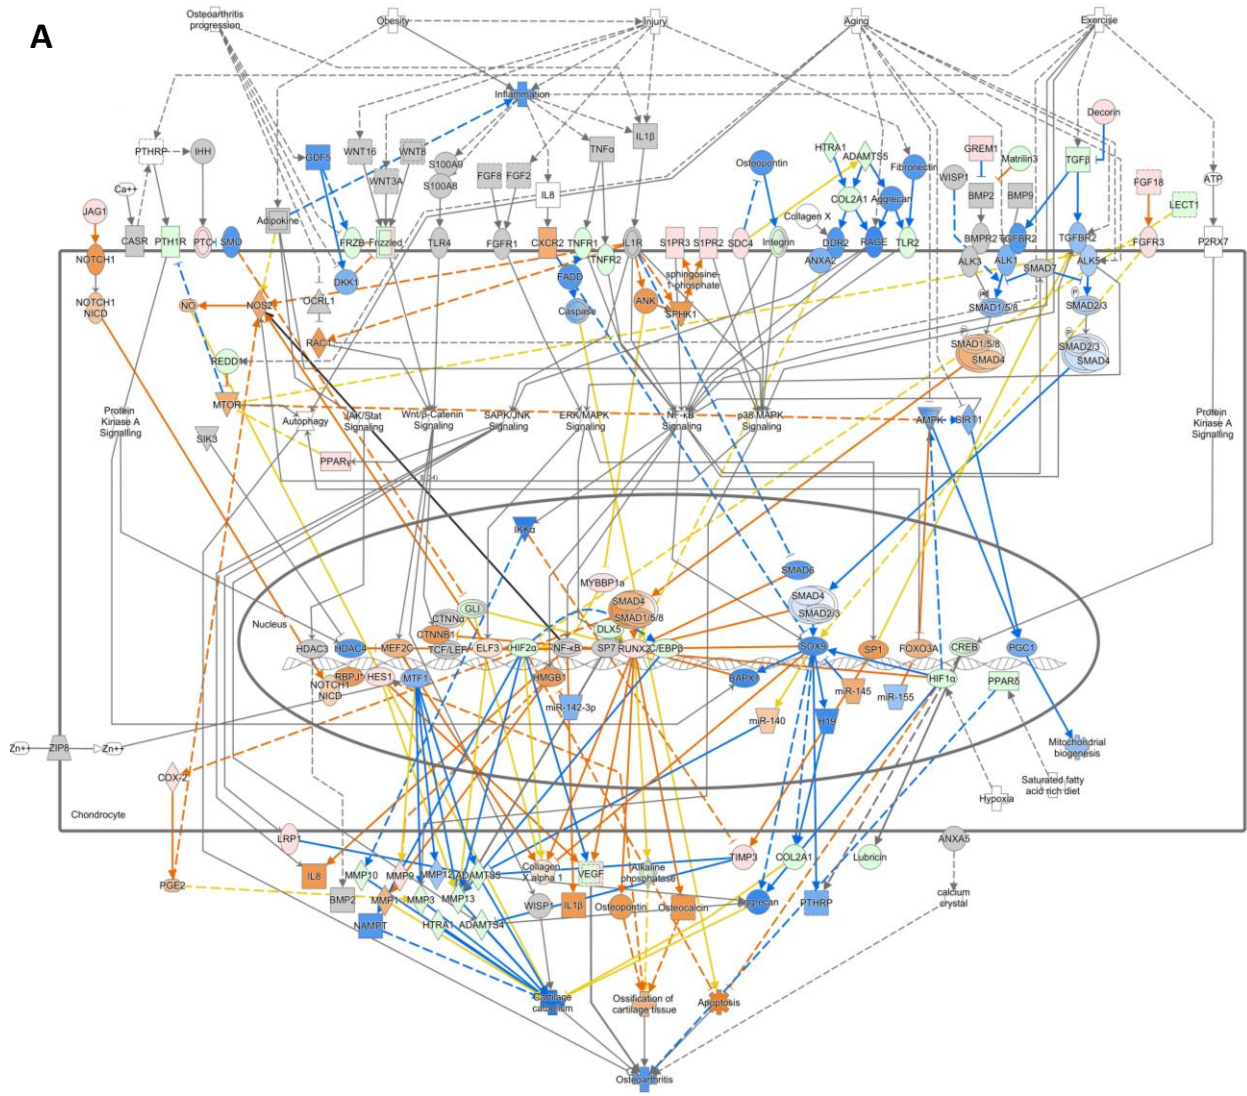 A
Osteoarthritis
progression
Obesity
Injury
Aging
Exercise
Inflammation
Decorin
PTHRP
IHH
GDF5
WNT16
WNT8
WNT3A
S100A9
S100A8
FGF8
FGF2
TNFα
IL1β
IL8
Osteopontin
HTRA1
ADAMTS5
Fibronectin
COL2A1
Aggrecan
Collagen X
WISP1
GREM1
Matrilin3
BMP2
BMP9
TGFβ
FGF18
LECT1
ATP
Ca++
JAG1
CASR
PTH1R
PTC
SMO
Adipokine
FRZB
Frizzled
TLR4
FGFR1
CXCR2
TNFR1
TNFR2
IL1R
S1PR3
S1PR2
SDC4
Integrin
DDR2
RAGE
TLR2
ANXA2
BMPR2
TGFBR2
ALK3
ALK1
SMAD7
TGFBR2
ALK5
FGFR3
P2RX7
NOTCH1
DKK1
FADD
sphingosine-
1-phosphate
NOTCH1
NICD
NO
NOS2
OCRL1
Caspase
ANK
SPHK1
P
SMAD1/5/8
P
SMAD2/3
RAC1
P
SMAD1/5/8
SMAD4
P
SMAD2/3
SMAD4
REDD1
MTOR
Protein
Kinase A
Signalling
Autophagy
JAK/Stat
Signaling
Wnt/β-Catenin
Signaling
SAPK/JNK
Signaling
ERK/MAPK
Signaling
NF-κB
Signaling
p38 MAPK
Signaling
AMPK
SIRT1
Protein
Kinase A
Signalling
SIK3
PPARγ
IKKα
MYBBP1a
SMAD6
SMAD4
SMAD1/5/8
SMAD4
SMAD2/3
Nucleus
CTNNα
GLI
CTNNB1
DLX5
HDAC3
HDAC4
MEF2C
TCF/LEF
ELF3
HIF2α
NF-κB
SP7
RUNX2
C/EBPβ
SOX9
SP1
FOXO3A
CREB
PGC1
NOTCH1
NICD
RBPJ
HES1
MTF1
HMGB1
BAPX1
miR-145
miR-155
HIF1α
PPARδ
miR-142-3p
miR-140
H19
Zn++
ZIP8
Zn++
Mitochondrial
biogenesis
COX-2
Hypoxia
Saturated fatty
acid rich diet
Chondrocyte
LRP1
ANXA5
PGE2
IL8
MMP10
MMP9
MMP12
ADAMTS5
Collagen
X alpha 1
VEGF
Alkaline
phosphatase
TIMP3
COL2A1
Lubricin
BMP2
MMP1
MMP3
MMP13
WISP1
IL1β
Osteopontin
Osteocalcin
Aggrecan
PTHRP
calcium
crystal
NAMPT
HTRA1
ADAMTS4
Cartilage
catabolism
Ossification of
cartilage tissue
Apoptosis
Osteoarthritis